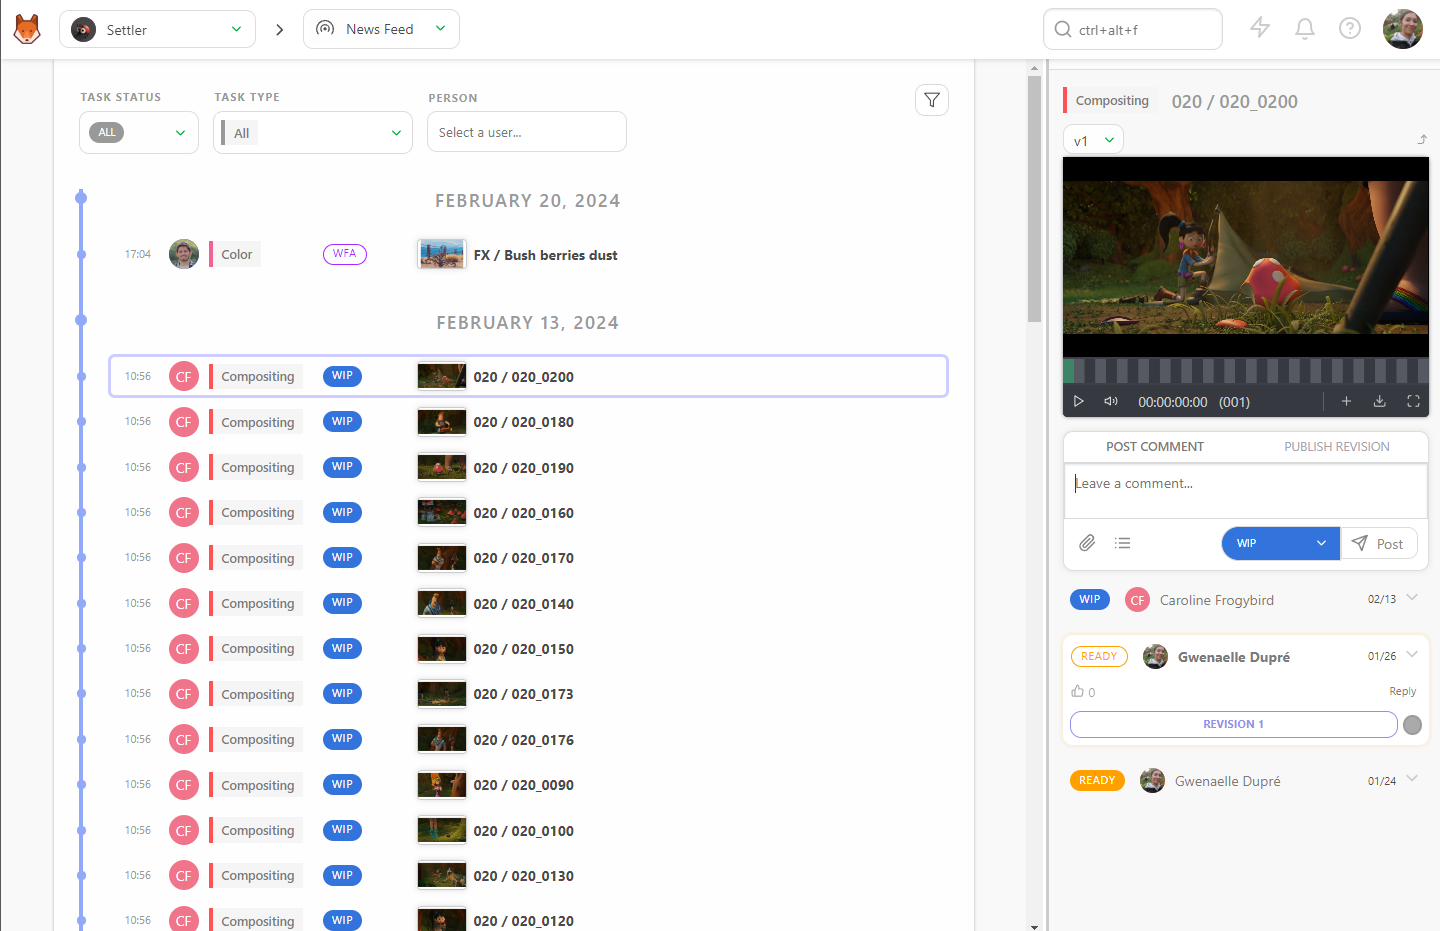 Settler
News Feed
ctrl+alt+f
TASK STATUS
TASK TYPE
PERSON
ALL
All
Select a user...
FEBRUARY 20, 2024
17:04 Color WFA FX / Bush berries dust
FEBRUARY 13, 2024
10:56 CF Compositing WIP 020 / 020_0200
10:56 CF Compositing WIP 020 / 020_0180
10:56 CF Compositing WIP 020 / 020_0190
10:56 CF Compositing WIP 020 / 020_0160
10:56 CF Compositing WIP 020 / 020_0170
10:56 CF Compositing WIP 020 / 020_0140
10:56 CF Compositing WIP 020 / 020_0150
10:56 CF Compositing WIP 020 / 020_0173
10:56 CF Compositing WIP 020 / 020_0176
10:56 CF Compositing WIP 020 / 020_0090
10:56 CF Compositing WIP 020 / 020_0100
10:56 CF Compositing WIP 020 / 020_0130
10:56 CF Compositing WIP 020 / 020_0120
Compositing 020 / 020_0200
v1
00:00:00:00 (001)
POST COMMENT PUBLISH REVISION
Leave a comment...
WIP Post
WIP CF Caroline Frogybird 02/13
READY Gwenaelle Dupré 01/26
0 Reply
REVISION 1
READY Gwenaelle Dupré 01/24